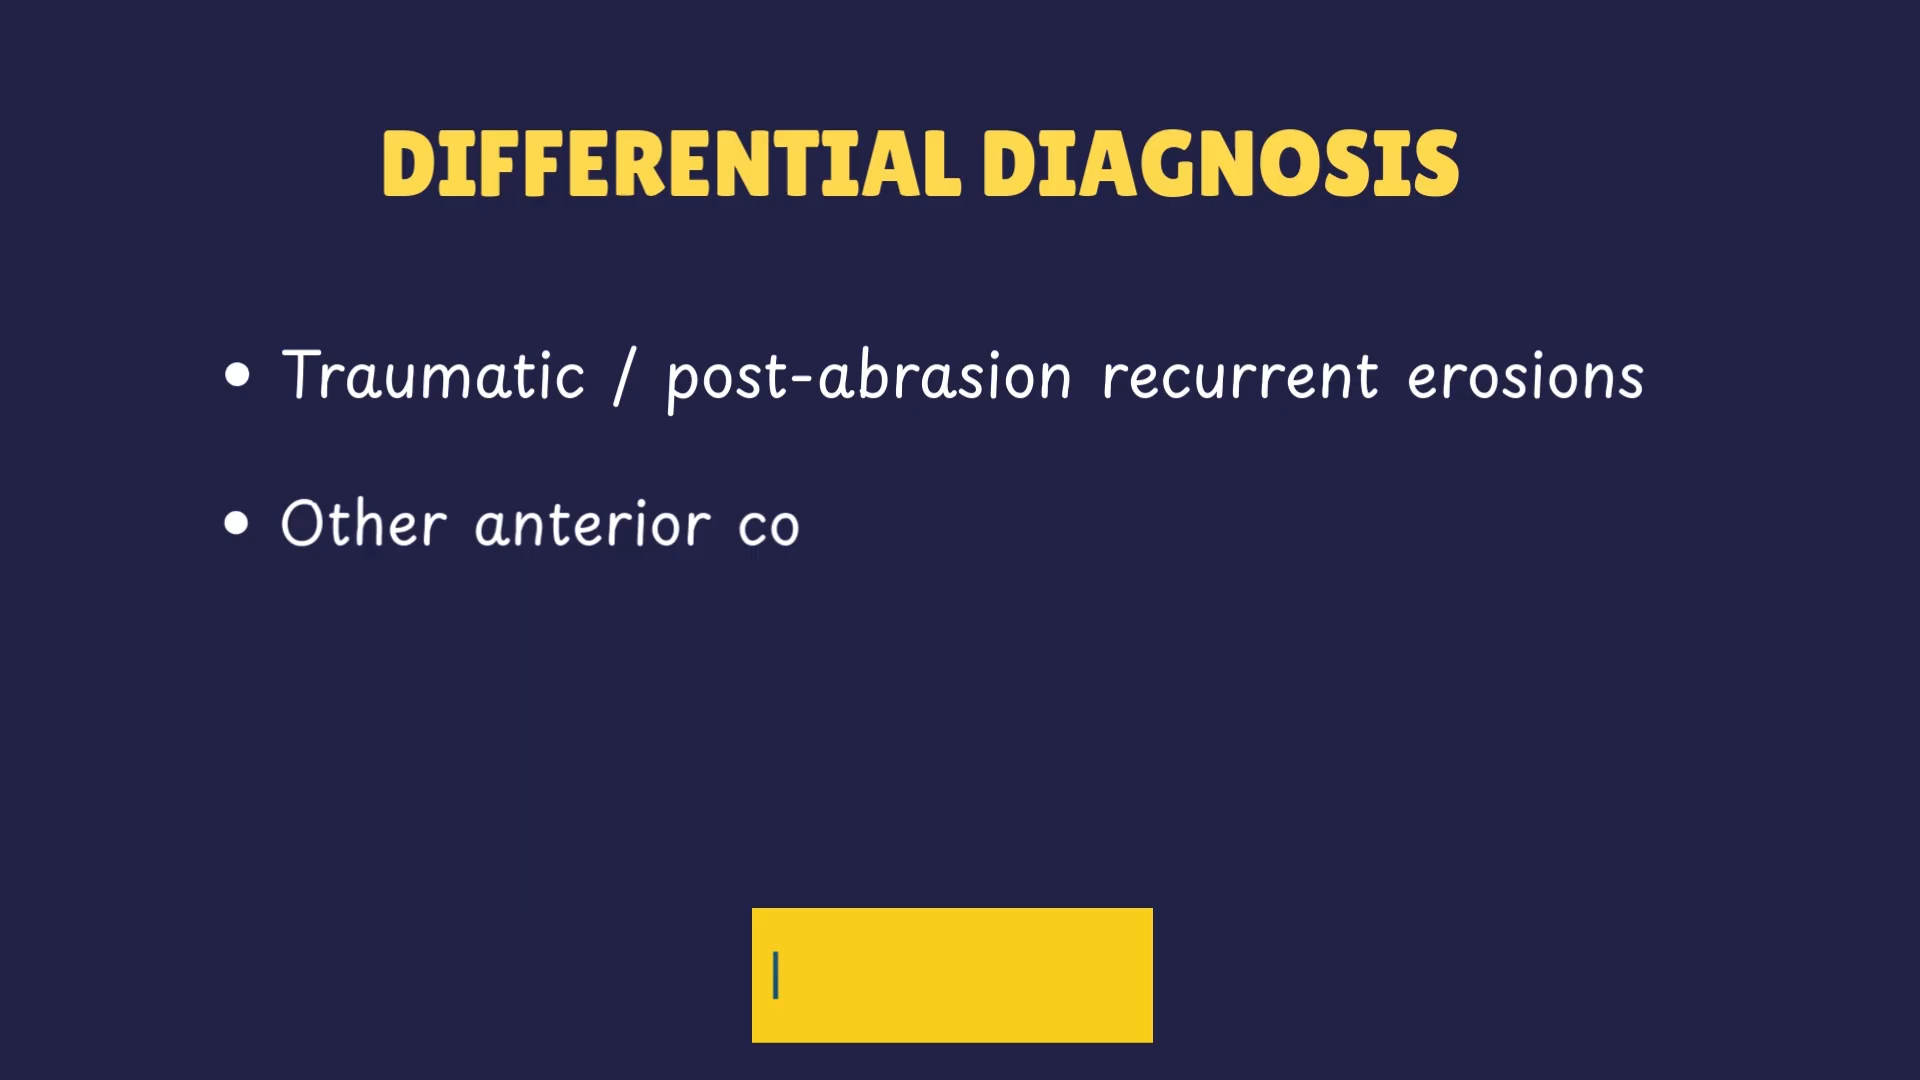 DIFFERENTIAL DIAGNOSIS
• Traumatic / post-abrasion recurrent erosions
• Other anterior co